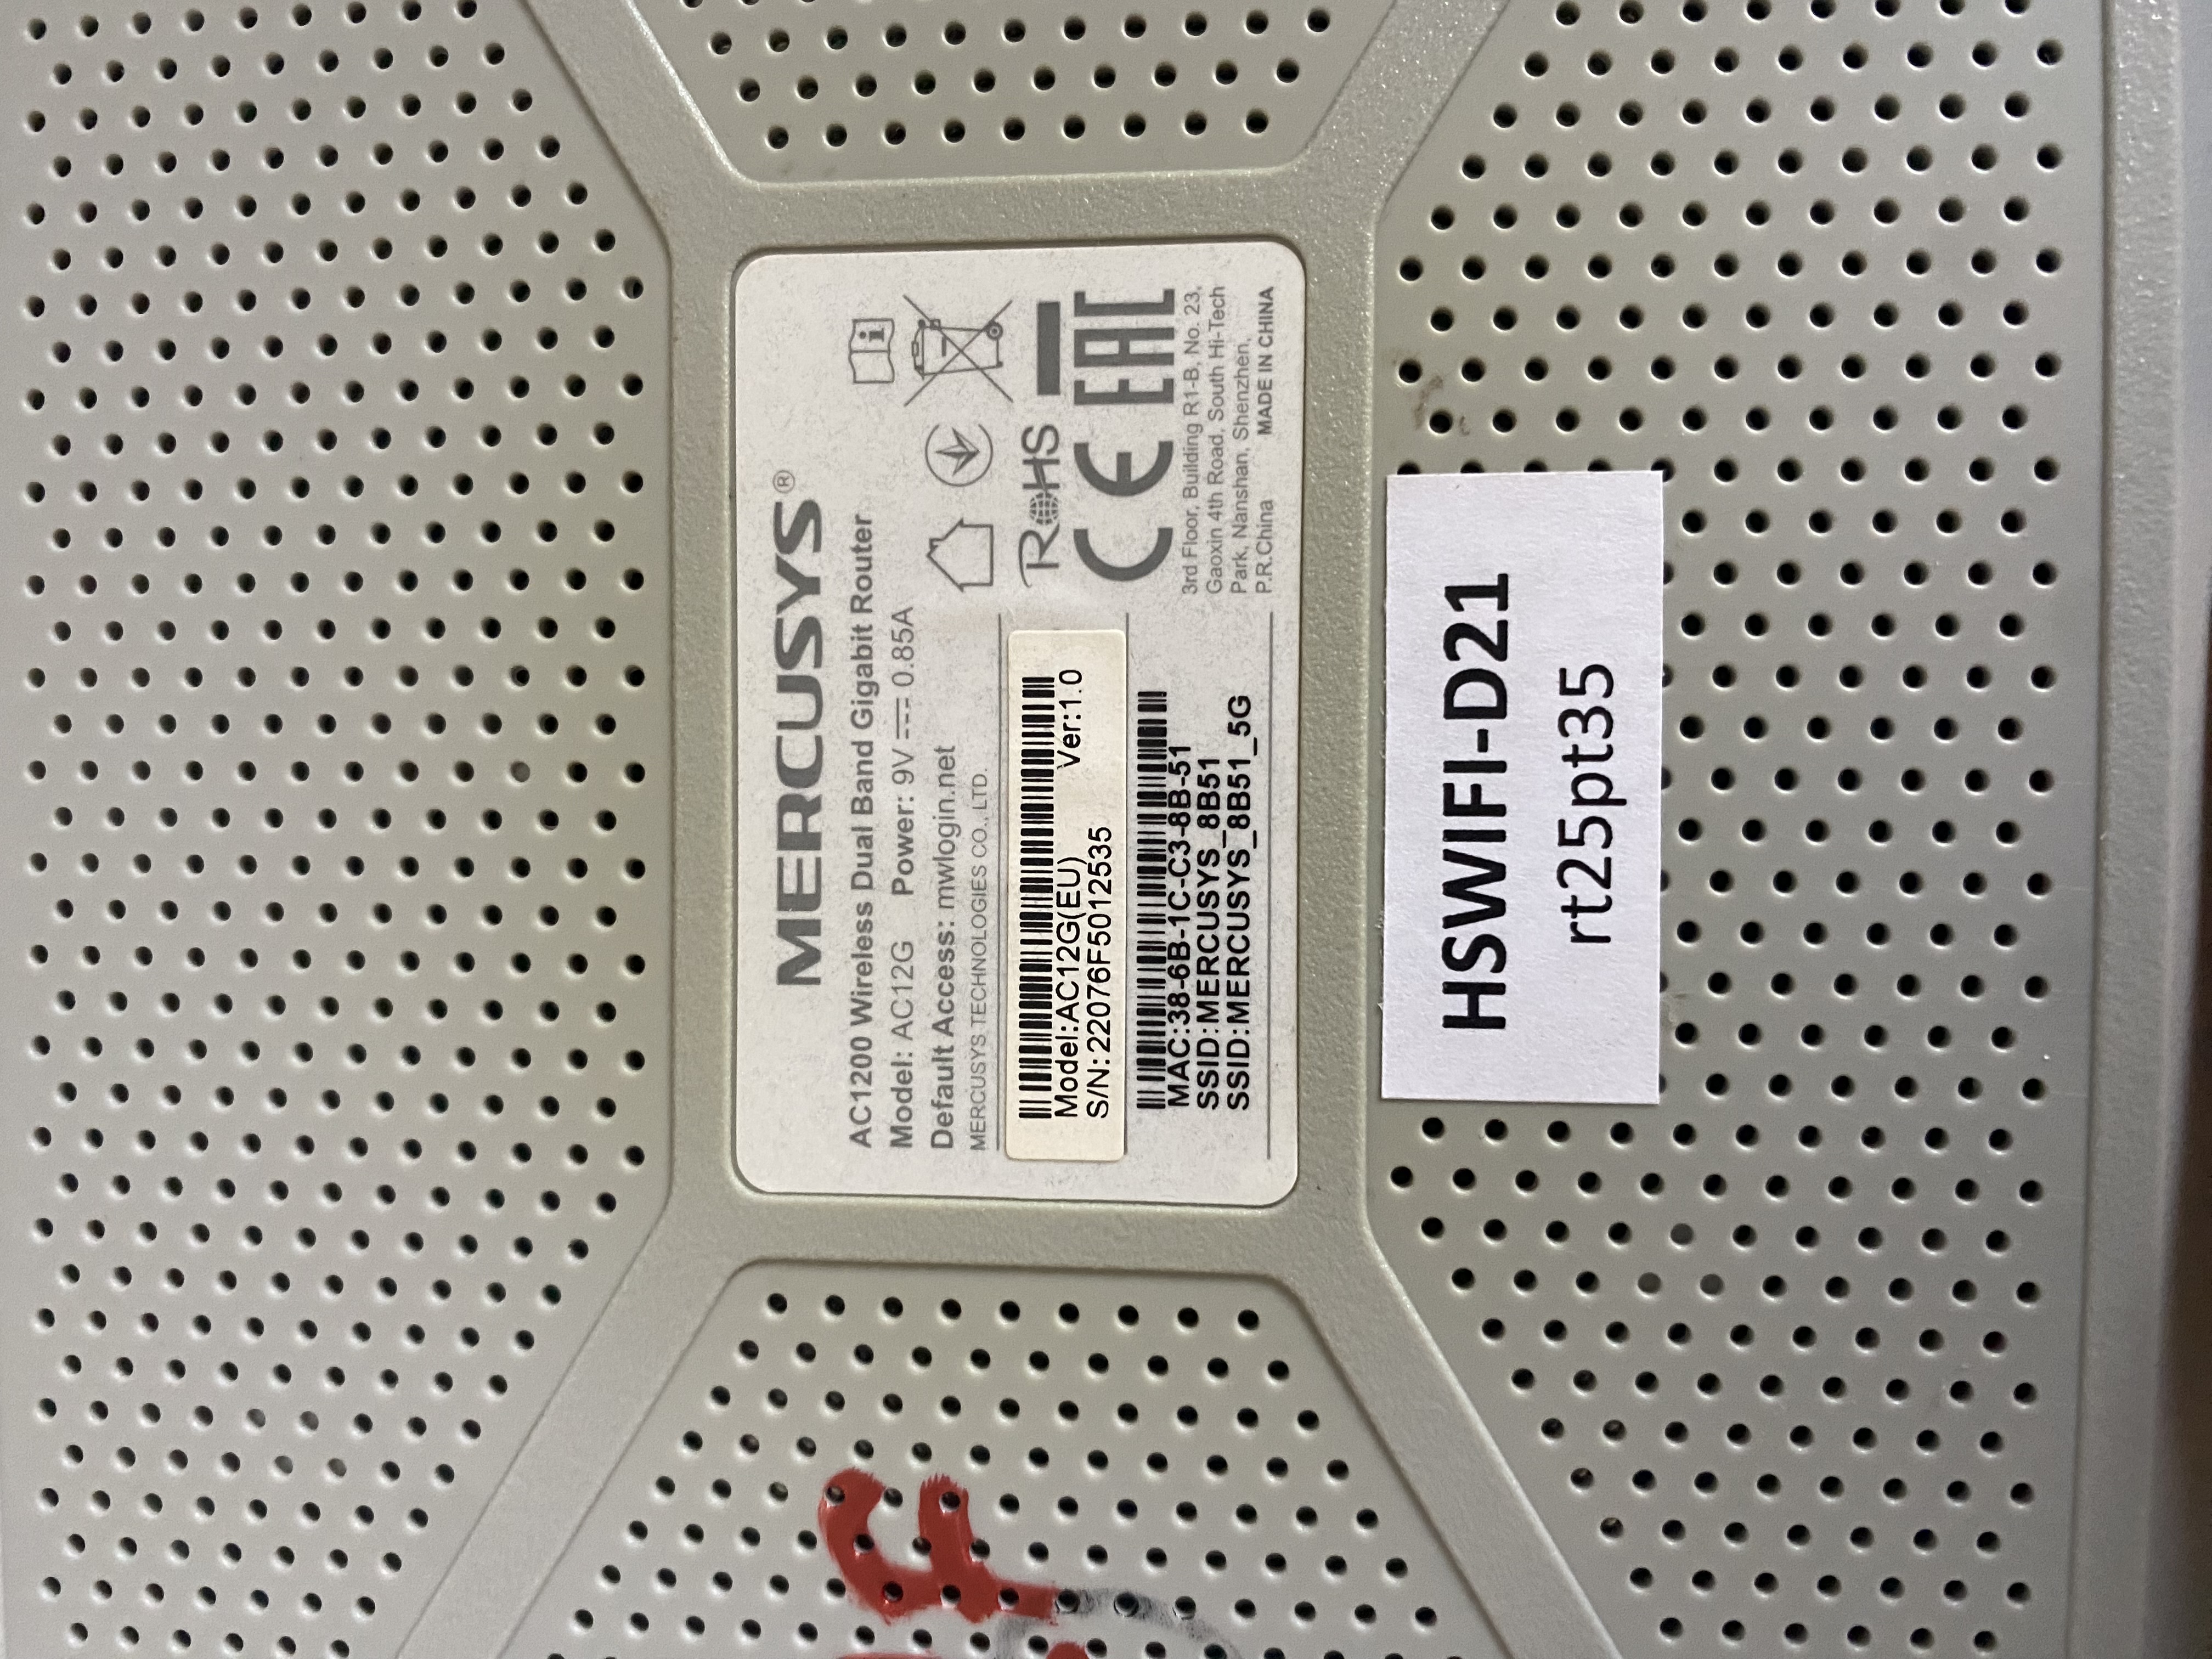 MERCUSYS®
AC1200 Wireless Dual Band Gigabit Router
Model: AC12G Power: 9V 0.85A
Default Access: mwlogin.net
MERCUSYS TECHNOLOGIES CO., LTD.
Model:AC12G(EU) Ver:1.0
S/N:22076F5012535
MAC:38-6B-1C-C3-8B-51
SSID:MERCUSYS_8B51
SSID:MERCUSYS_8B51_5G
RoHS
CE EAC
3rd Floor, Building R1-B, No. 23,
Gaoxin 4th Road, South Hi-Tech
Park, Nanshan, Shenzhen,
P.R.China MADE IN CHINA
HSWIFI-D21
rt25pt35